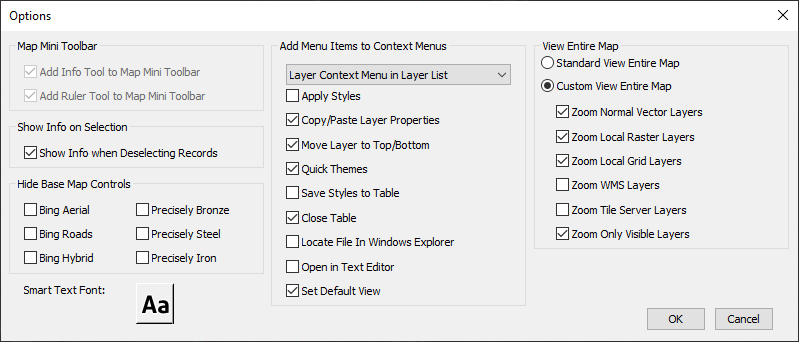 Options
Map Mini Toolbar
Add Info Tool to Map Mini Toolbar
Add Ruler Tool to Map Mini Toolbar
Show Info on Selection
Show Info when Deselecting Records
Hide Base Map Controls
Bing Aerial
Precisely Bronze
Bing Roads
Precisely Steel
Bing Hybrid
Precisely Iron
Smart Text Font:
Aa
Add Menu Items to Context Menus
Layer Context Menu in Layer List
Apply Styles
Copy/Paste Layer Properties
Move Layer to Top/Bottom
Quick Themes
Save Styles to Table
Close Table
Locate File In Windows Explorer
Open in Text Editor
Set Default View
View Entire Map
Standard View Entire Map
Custom View Entire Map
Zoom Normal Vector Layers
Zoom Local Raster Layers
Zoom Local Grid Layers
Zoom WMS Layers
Zoom Tile Server Layers
Zoom Only Visible Layers
OK
Cancel